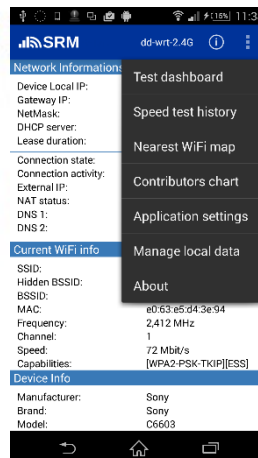 15%
11:3
SRM
dd-wrt-2.4G
Network Information
Test dashboard
Speed test history
Nearest WiFi map
Contributors chart
Application settings
Manage local data
About
Device Local IP:
Gateway IP:
NetMask:
DHCP server:
Lease duration:
Connection state:
Connection activity:
External IP:
NAT status:
DNS 1:
DNS 2:
Current WiFi info
SSID:
Hidden BSSID:
BSSID:
MAC: e0:63:e5:d4:3e:94
Frequency: 2,412 MHz
Channel: 1
Speed: 72 Mbit/s
Capabilities: [WPA2-PSK-TKIP][ESS]
Device Info
Manufacturer: Sony
Brand: Sony
Model: C6603